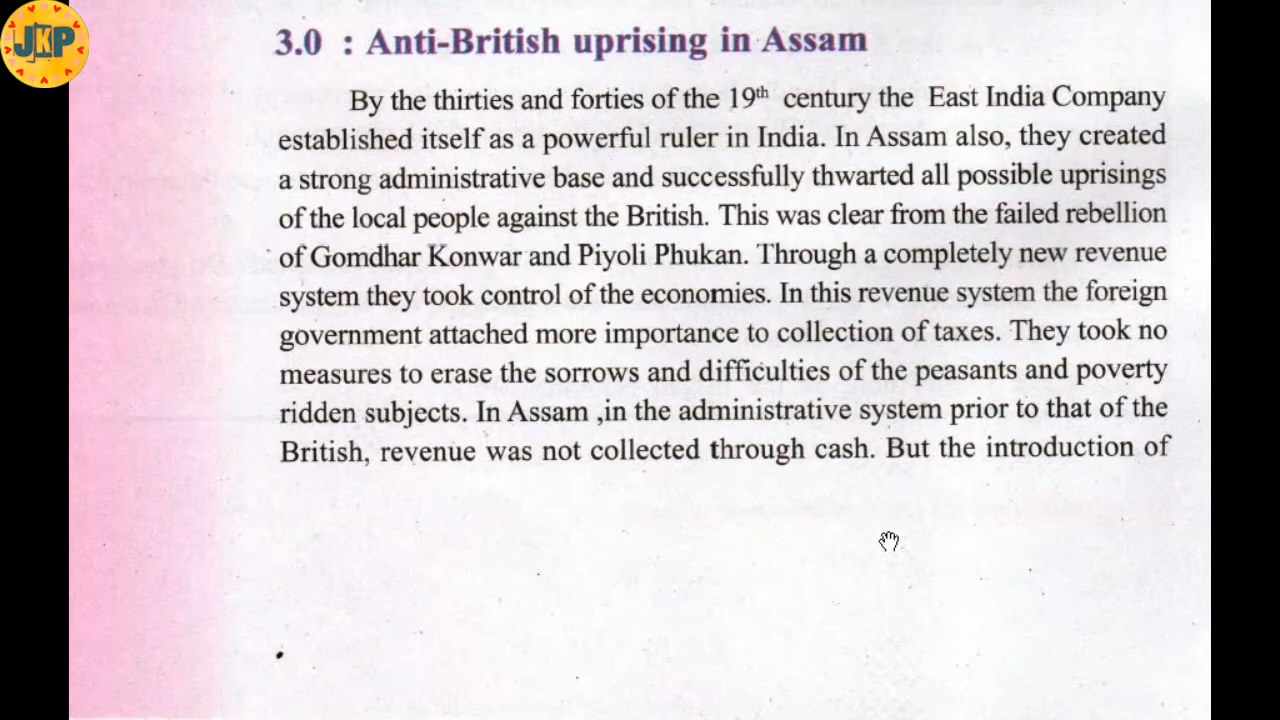 JKP
3.0 : Anti-British uprising in Assam
By the thirties and forties of the 19th century the East India Company
established itself as a powerful ruler in India. In Assam also, they created
a strong administrative base and successfully thwarted all possible uprisings
of the local people against the British. This was clear from the failed rebellion
of Gomdhar Konwar and Piyoli Phukan. Through a completely new revenue
system they took control of the economies. In this revenue system the foreign
government attached more importance to collection of taxes. They took no
measures to erase the sorrows and difficulties of the peasants and poverty
ridden subjects. In Assam ,in the administrative system prior to that of the
British, revenue was not collected through cash. But the introduction of